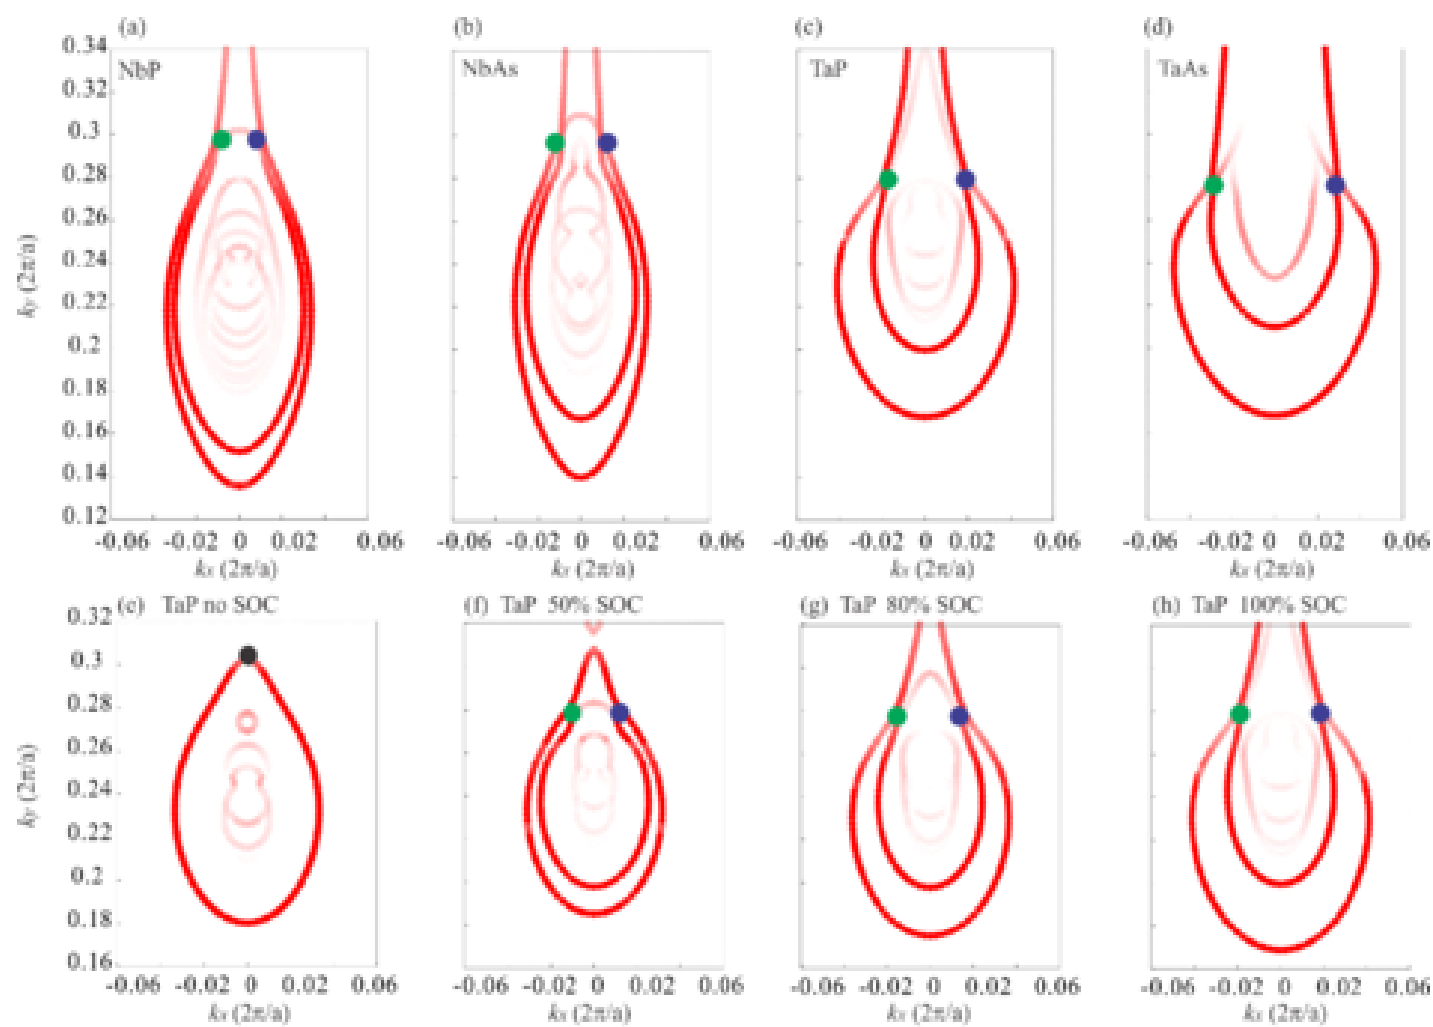 (a) (b) (c) (d)
NbP NbAs TaP TaAs
0.34
0.32
0.3
0.28
0.26
0.24
0.22
0.2
0.18
0.16
0.14
0.12
ky (2π/a)
-0.06 -0.02 0 0.02 0.06 -0.06 -0.02 0 0.02 0.06 -0.06 -0.02 0 0.02 0.06 -0.06 -0.02 0 0.02 0.06
kx (2π/a) kx (2π/a) kx (2π/a) kx (2π/a)
(e) TaP no SOC (f) TaP 50% SOC (g) TaP 80% SOC (h) TaP 100% SOC
0.32
0.3
0.28
0.26
0.24
0.22
0.2
0.18
0.16
ky (2π/a)
-0.06 -0.02 0 0.02 0.06 -0.06 -0.02 0 0.02 0.06 -0.06 -0.02 0 0.02 0.06 -0.06 -0.02 0 0.02 0.06
kx (2π/a) kx (2π/a) kx (2π/a) kx (2π/a)